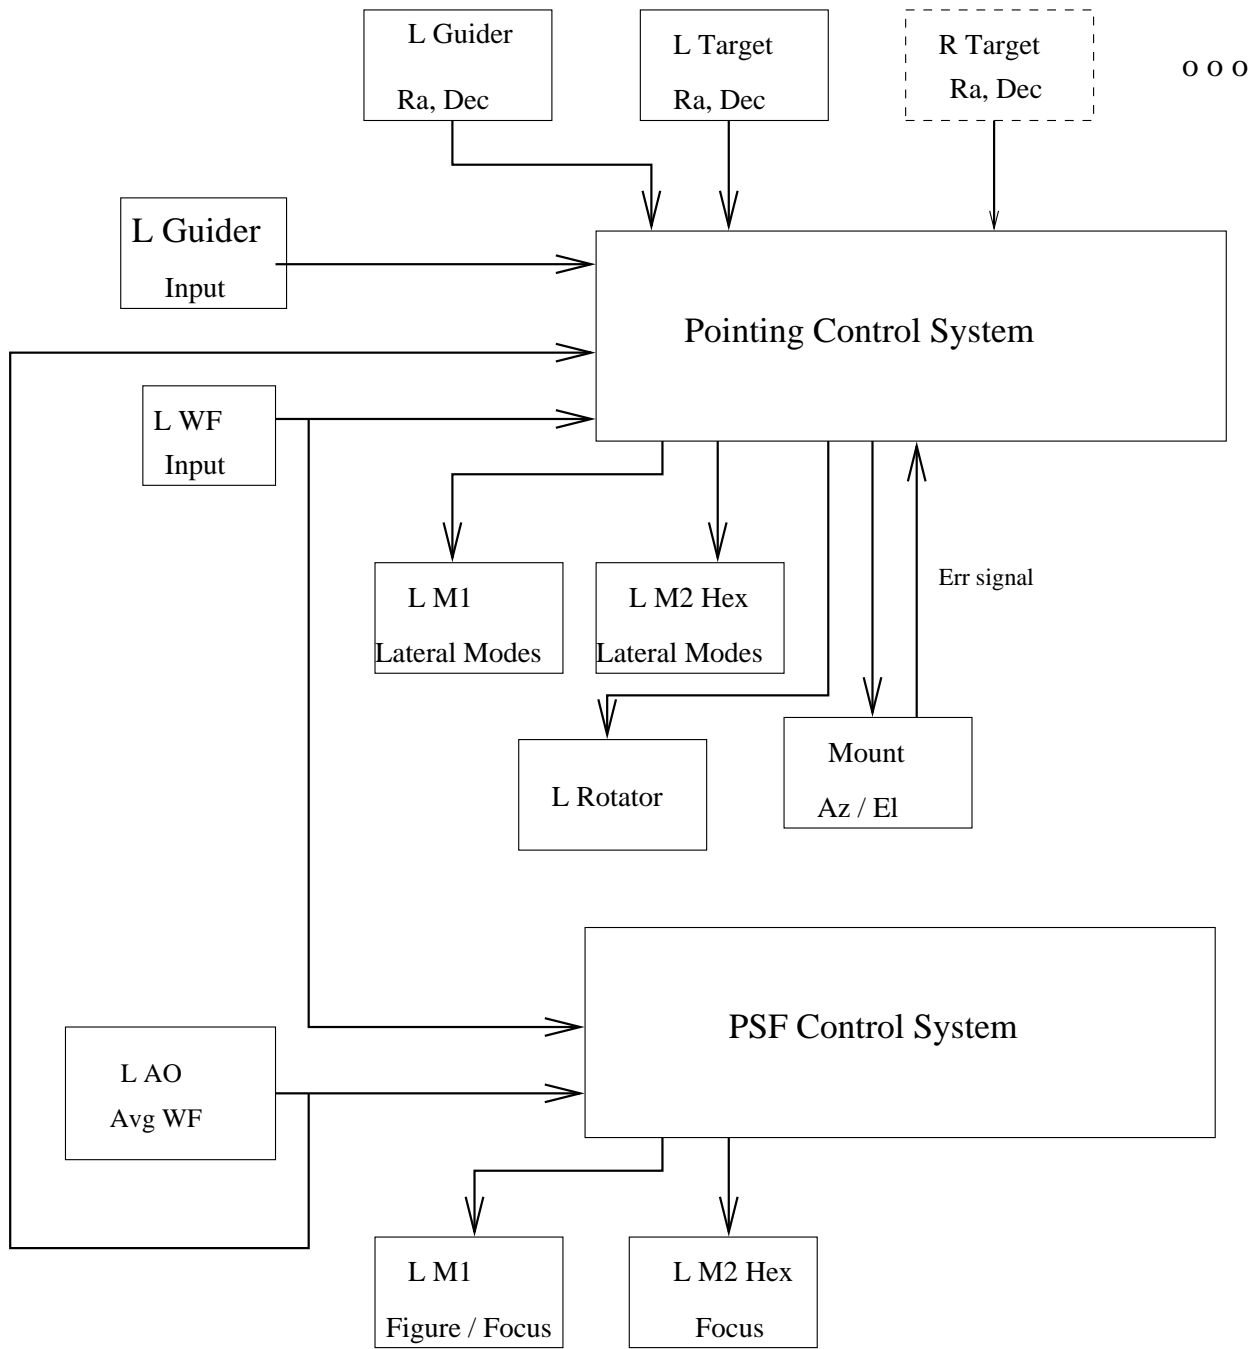 L Guider
Ra, Dec
L Target
Ra, Dec
R Target
Ra, Dec
o o o
L Guider
Input
Pointing Control System
L WF
Input
L M1
Lateral Modes
L M2 Hex
Lateral Modes
Err signal
L Rotator
Mount
Az / El
PSF Control System
L AO
Avg WF
L M1
Figure / Focus
L M2 Hex
Focus